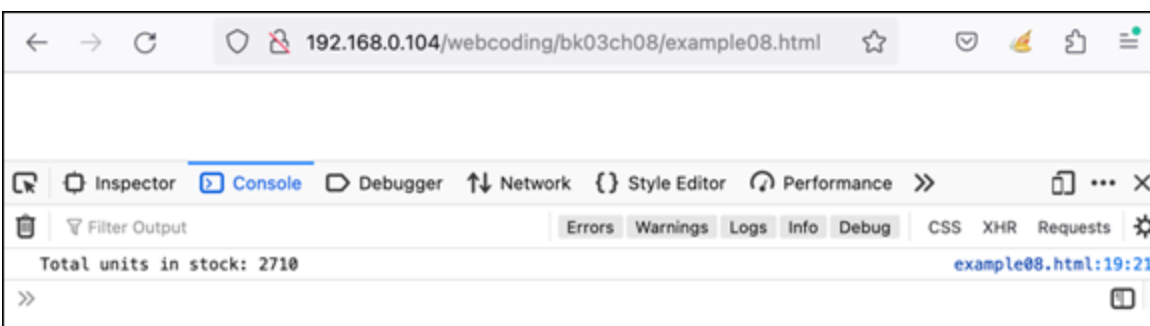 192.168.0.104/webcoding/bk03ch08/example08.html
Inspector Console Debugger Network Style Editor Performance
Filter Output Errors Warnings Logs Info Debug CSS XHR Requests
Total units in stock: 2710 example08.html:19:21